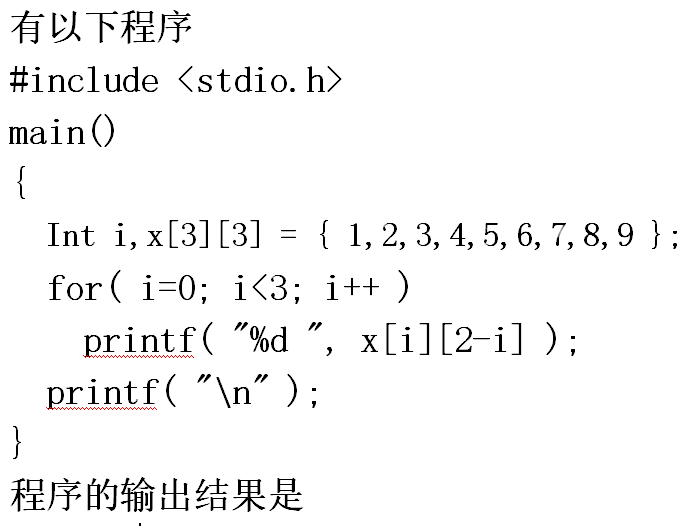 有以下程序
#include <stdio.h>
main()
{
Int i,x[3][3] = { 1,2,3,4,5,6,7,8,9 };
for( i=0; i<3; i++ )
printf( "%d ", x[i][2-i] );
printf( "\n" );
}
程序的输出结果是